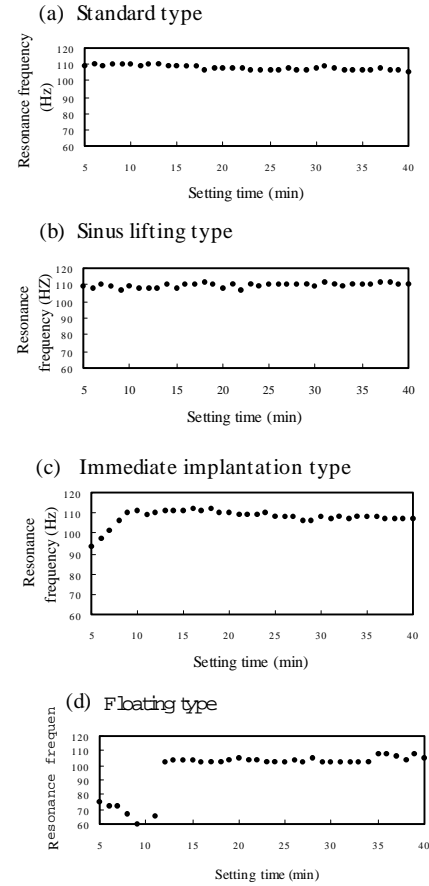 (a) Standard type
Resonance frequency
(Hz)
120
110
100
90
80
70
60
5 10 15 20 25 30 35 40
Setting time (min)
(b) Sinus lifting type
Resonance
frequency (HZ)
120
110
100
90
80
70
60
5 10 15 20 25 30 35 40
Setting time (min)
(c) Immediate implantation type
Resonance
frequency (Hz)
120
110
100
90
80
70
60
5 10 15 20 25 30 35 40
Setting time (min)
(d) Floating type
Resonance frequen
120
110
100
90
80
70
60
5 10 15 20 25 30 35 40
Setting time (min)